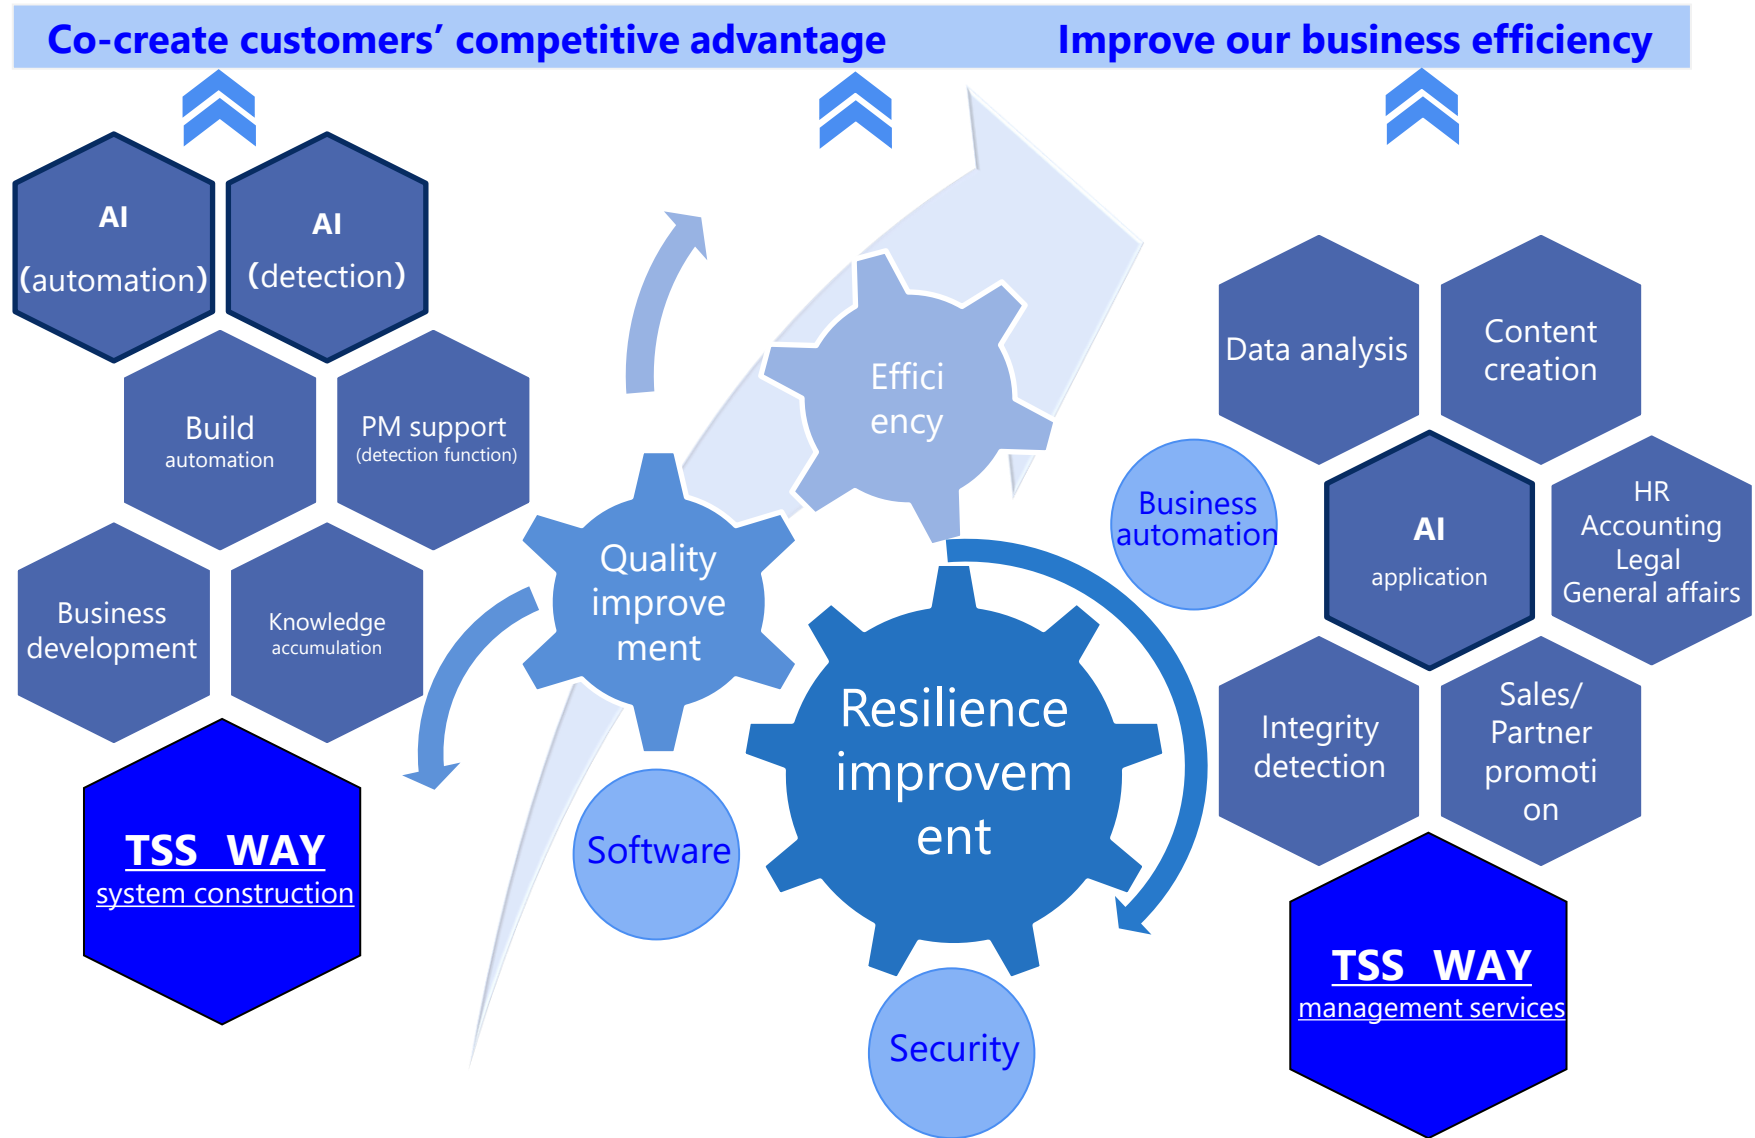 Co-create customers’ competitive advantage
Improve our business efficiency
AI
(automation)
AI
(detection)
Build
automation
PM support
(detection function)
Business
development
Knowledge
accumulation
TSS WAY
system construction
Effici
ency
Quality
improve
ment
Resilience
improvem
ent
Software
Security
Business
automation
Data analysis
Content
creation
AI
application
HR
Accounting
Legal
General affairs
Integrity
detection
Sales/
Partner
promoti
on
TSS WAY
management services